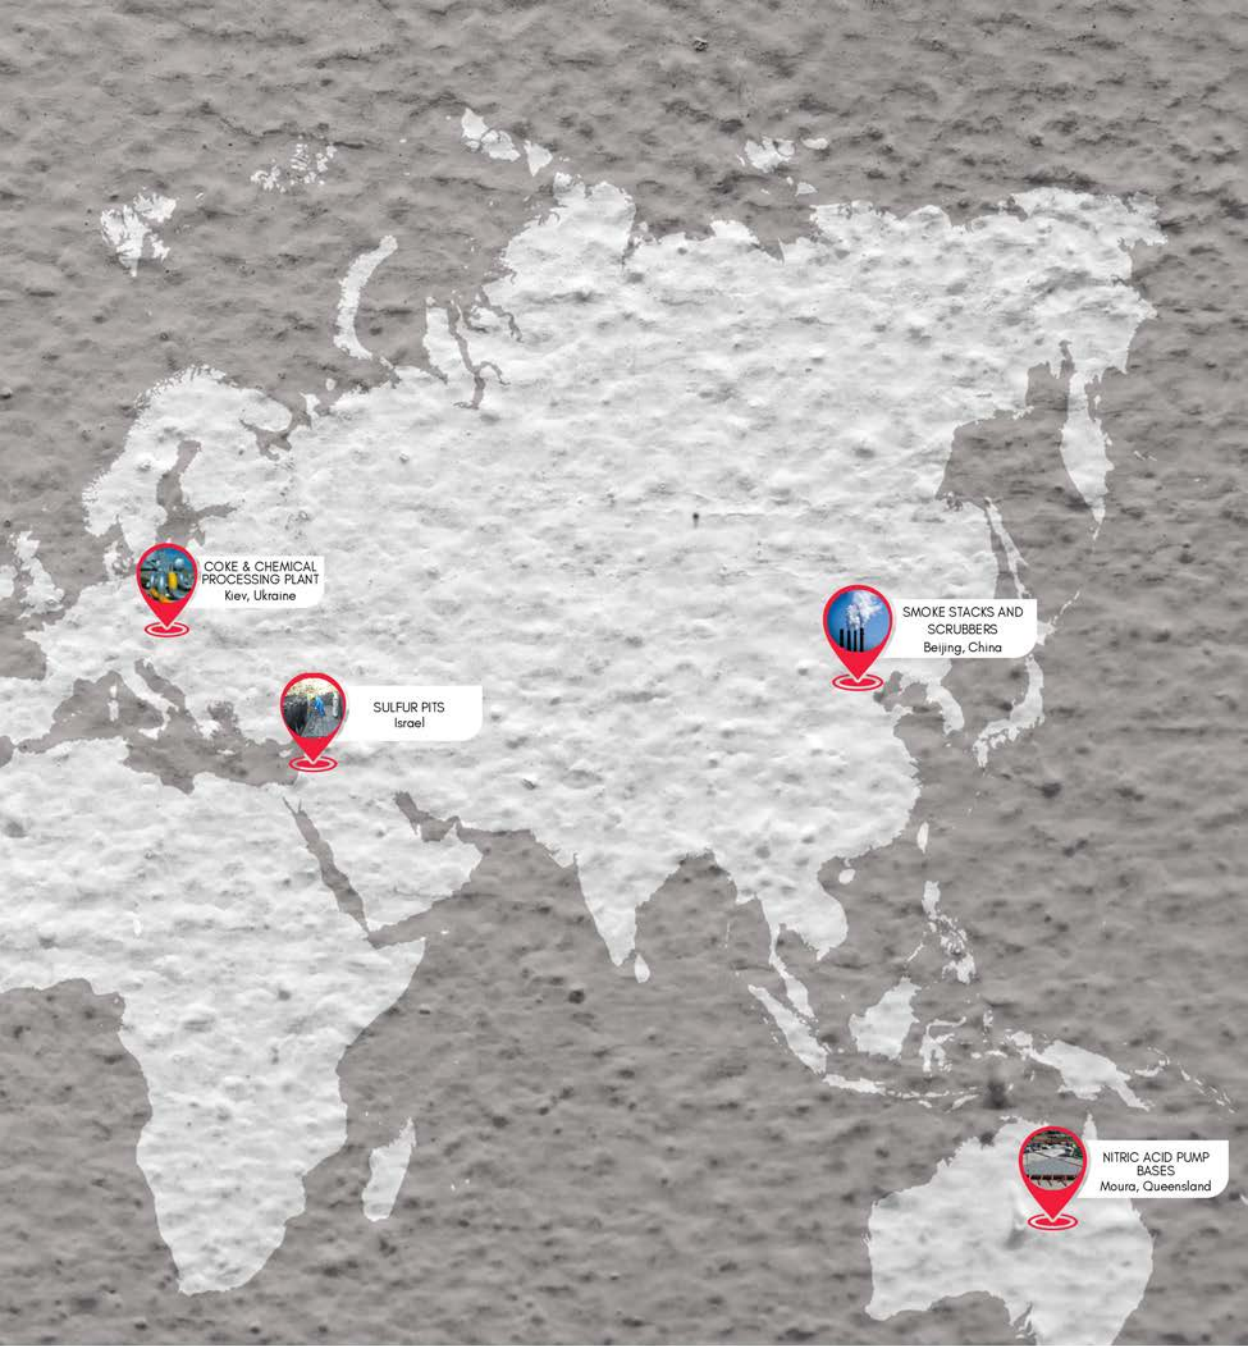 COKE & CHEMICAL
PROCESSING PLANT
Kiev, Ukraine
SMOKE STACKS AND
SCRUBBERS
Beijing, China
SULFUR PITS
Israel
NITRIC ACID PUMP
BASES
Moura, Queensland